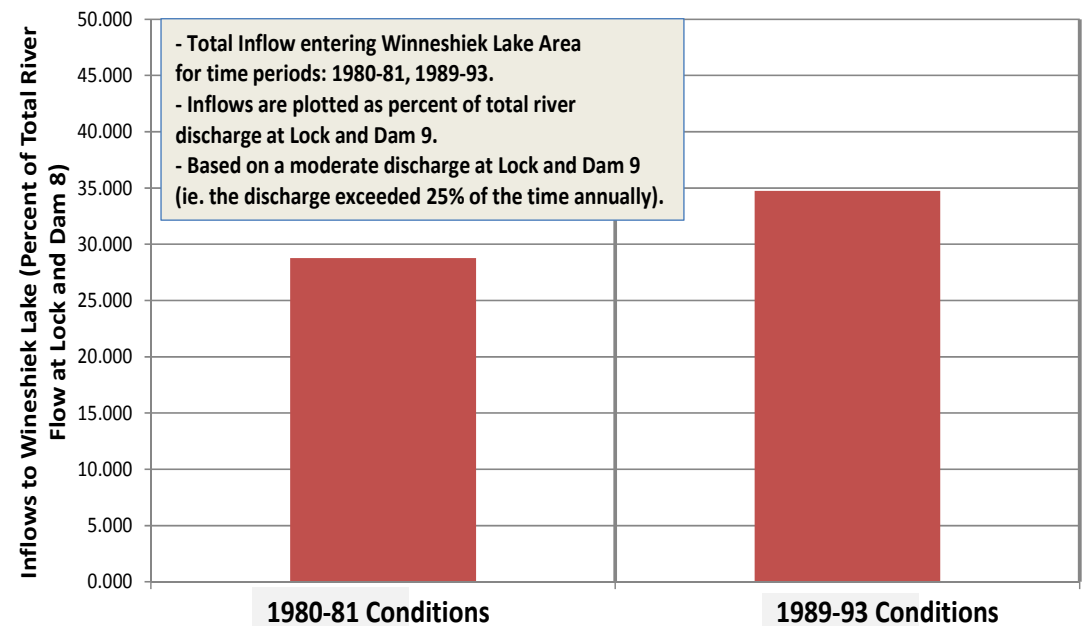 50.000
45.000
40.000
35.000
30.000
25.000
20.000
15.000
10.000
5.000
0.000
Inflows to Wineshiek Lake (Percent of Total River
Flow at Lock and Dam 8)
- Total Inflow entering Winneshiek Lake Area
for time periods: 1980-81, 1989-93.
- Inflows are plotted as percent of total river
discharge at Lock and Dam 9.
- Based on a moderate discharge at Lock and Dam 9
(ie. the discharge exceeded 25% of the time annually).
1980-81 Conditions
1989-93 Conditions